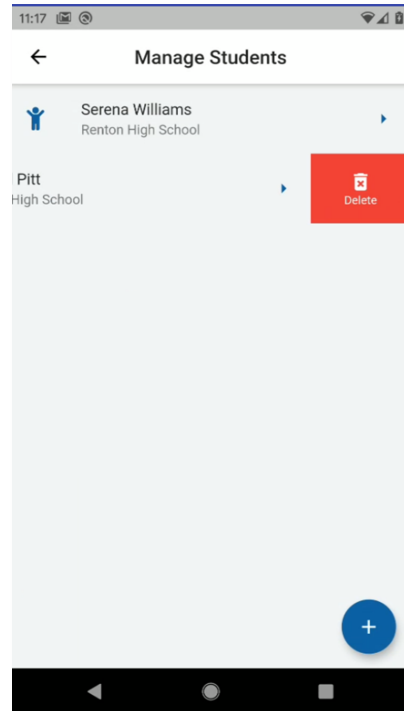 11:17
Manage Students
Serena Williams
Renton High School
Pitt
High School
Delete